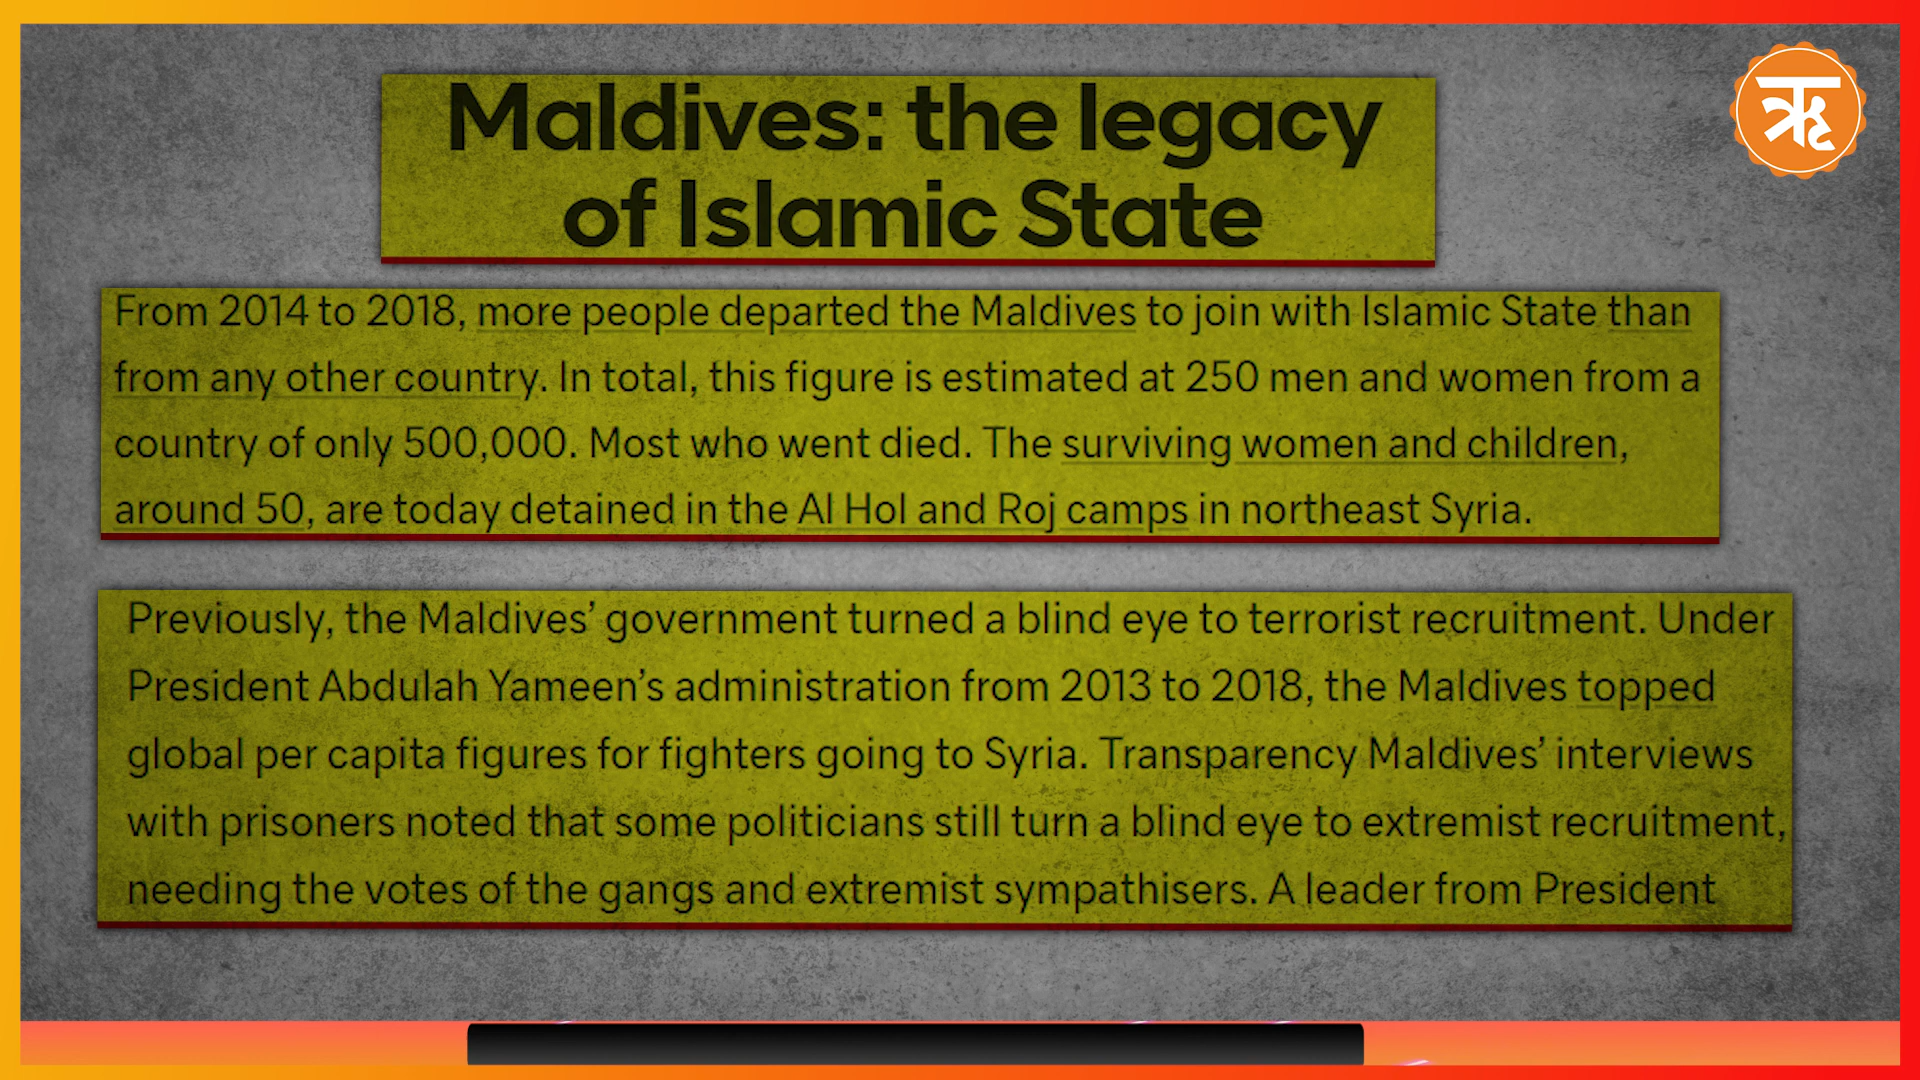 ऋ
Maldives: the legacy
of Islamic State
From 2014 to 2018, more people departed the Maldives to join with Islamic State than
from any other country. In total, this figure is estimated at 250 men and women from a
country of only 500,000. Most who went died. The surviving women and children,
around 50, are today detained in the Al Hol and Roj camps in northeast Syria.
Previously, the Maldives’ government turned a blind eye to terrorist recruitment. Under
President Abdulah Yameen’s administration from 2013 to 2018, the Maldives topped
global per capita figures for fighters going to Syria. Transparency Maldives’ interviews
with prisoners noted that some politicians still turn a blind eye to extremist recruitment,
needing the votes of the gangs and extremist sympathisers. A leader from President